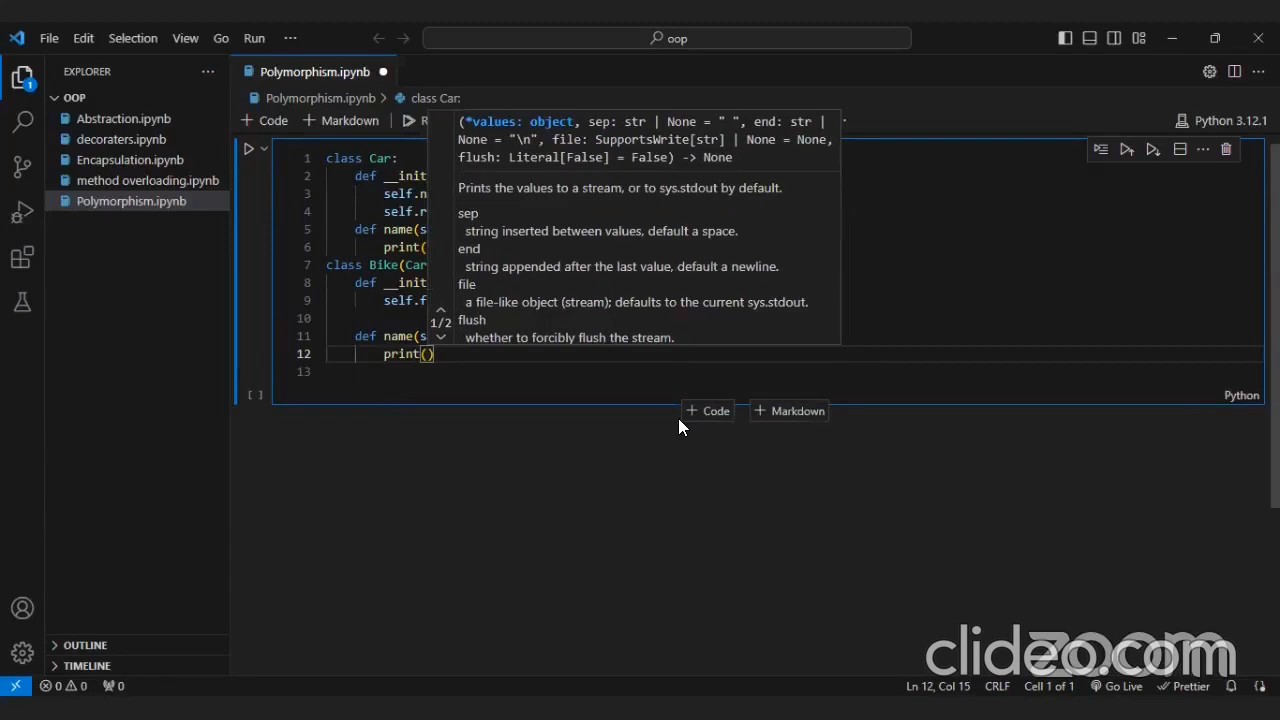 File Edit Selection View Go Run ··· oop
EXPLORER ···
1
OOP
Abstraction.ipynb
decoraters.ipynb
Encapsulation.ipynb
method overloading.ipynb
Polymorphism.ipynb
OUTLINE
TIMELINE
Polymorphism.ipynb
Polymorphism.ipynb > class Car:
+ Code + Markdown
Python 3.12.1
1 class Car:
2 def __init
3 self.n
4 self.r
5 def name(s
6 print(
7 class Bike(Car
8 def __init
9 self.f
10
11 def name(s
12 print()
13
(*values: object, sep: str | None = " ", end: str |
None = "\n", file: SupportsWrite[str] | None = None,
flush: Literal[False] = False) -> None
Prints the values to a stream, or to sys.stdout by default.
sep
string inserted between values, default a space.
end
string appended after the last value, default a newline.
file
a file-like object (stream); defaults to the current sys.stdout.
flush
whether to forcibly flush the stream.
1/2
[ ]
Python
+ Code + Markdown
clideo.com
zoom
0 0 0
Ln 12, Col 15 CRLF Cell 1 of 1 Go Live Prettier